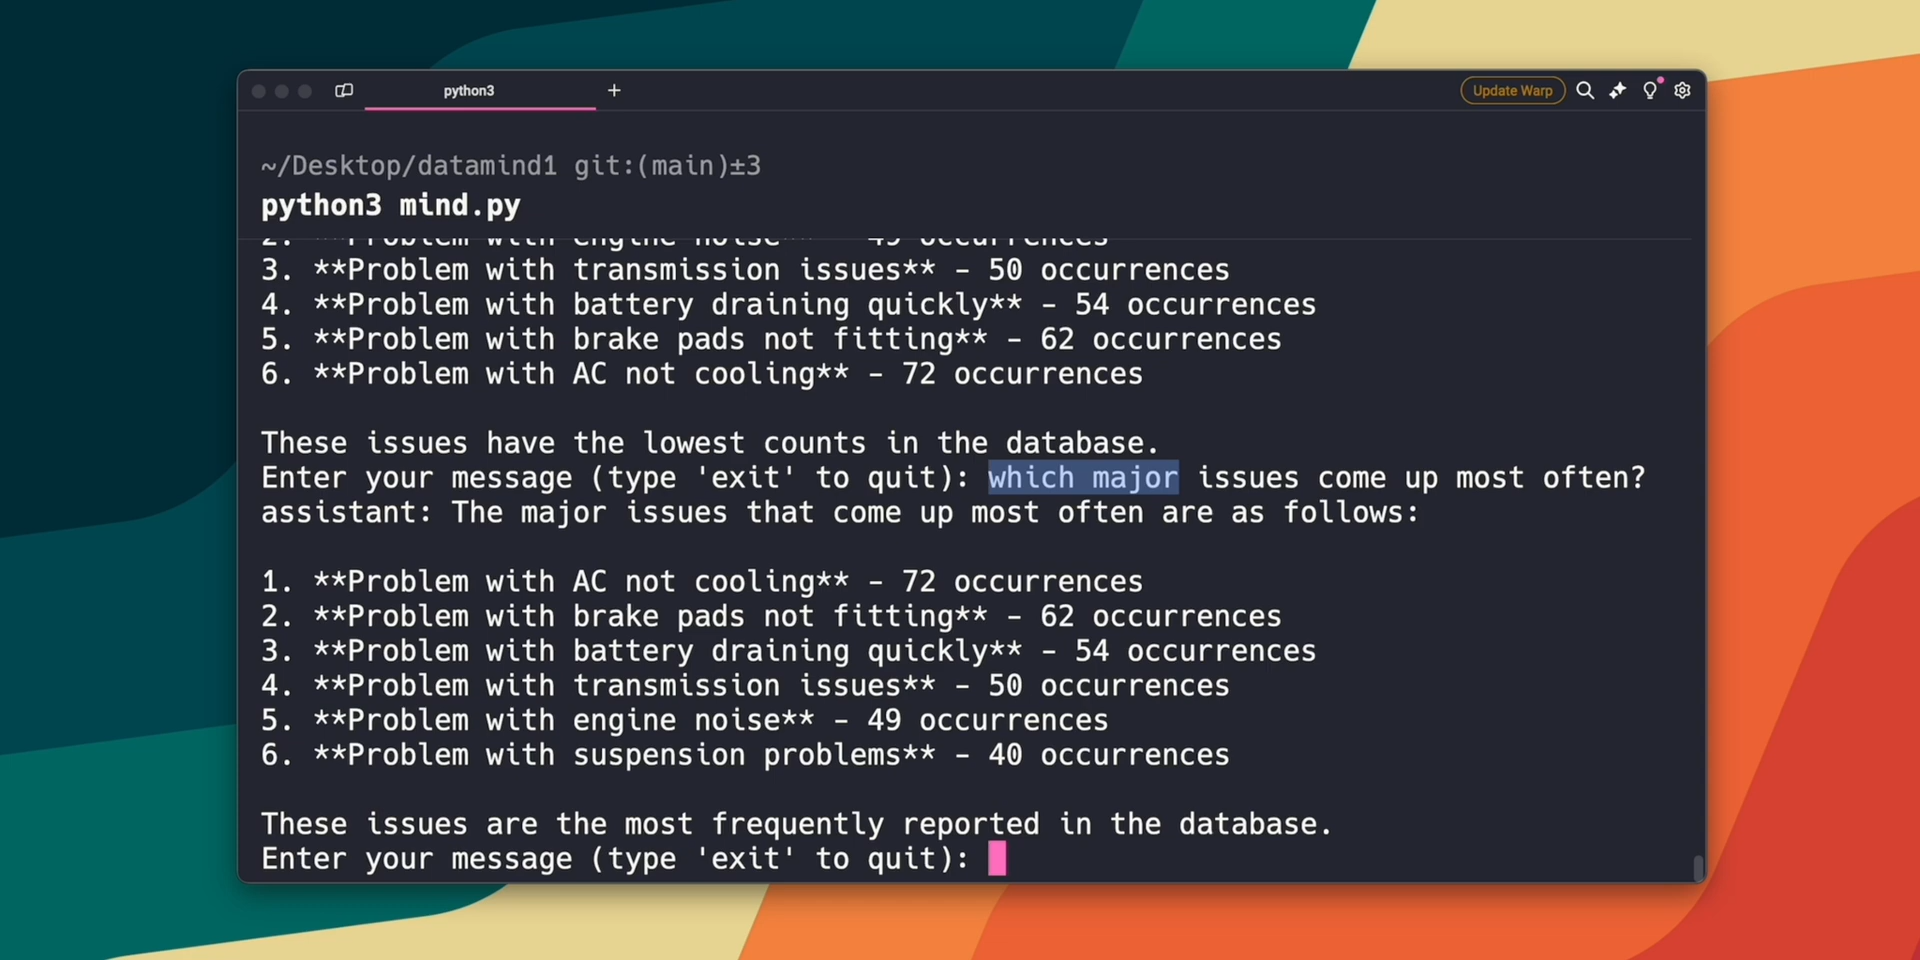 python3
Update Warp
~/Desktop/datamind1 git:(main)±3
python3 mind.py
2. **Problem with engine noise** - 49 occurrences
3. **Problem with transmission issues** - 50 occurrences
4. **Problem with battery draining quickly** - 54 occurrences
5. **Problem with brake pads not fitting** - 62 occurrences
6. **Problem with AC not cooling** - 72 occurrences
These issues have the lowest counts in the database.
Enter your message (type 'exit' to quit): which major issues come up most often?
assistant: The major issues that come up most often are as follows:
1. **Problem with AC not cooling** - 72 occurrences
2. **Problem with brake pads not fitting** - 62 occurrences
3. **Problem with battery draining quickly** - 54 occurrences
4. **Problem with transmission issues** - 50 occurrences
5. **Problem with engine noise** - 49 occurrences
6. **Problem with suspension problems** - 40 occurrences
These issues are the most frequently reported in the database.
Enter your message (type 'exit' to quit):